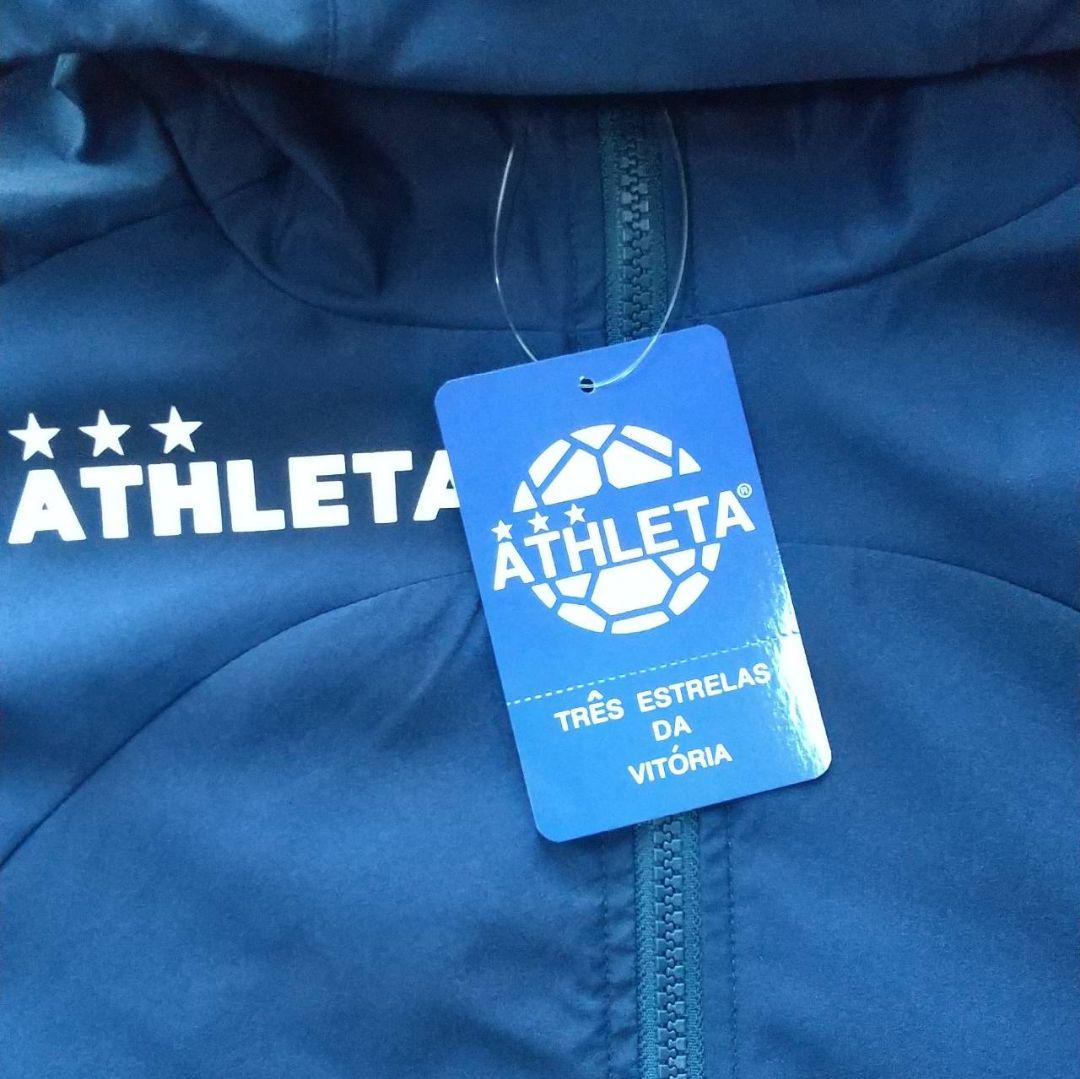 ATHLETA
ATHLETA®
TRÊS ESTRELAS
DA
VITÓRIA